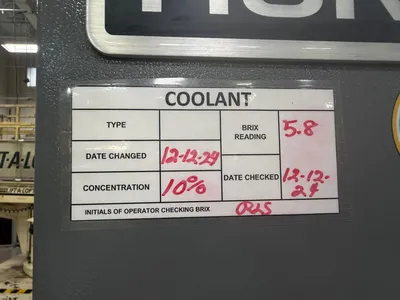 COOLANT
TYPE
BRIX READING 5.8
DATE CHANGED 12-12-24
CONCENTRATION 10%
DATE CHECKED 12-12-24
INITIALS OF OPERATOR CHECKING BRIX